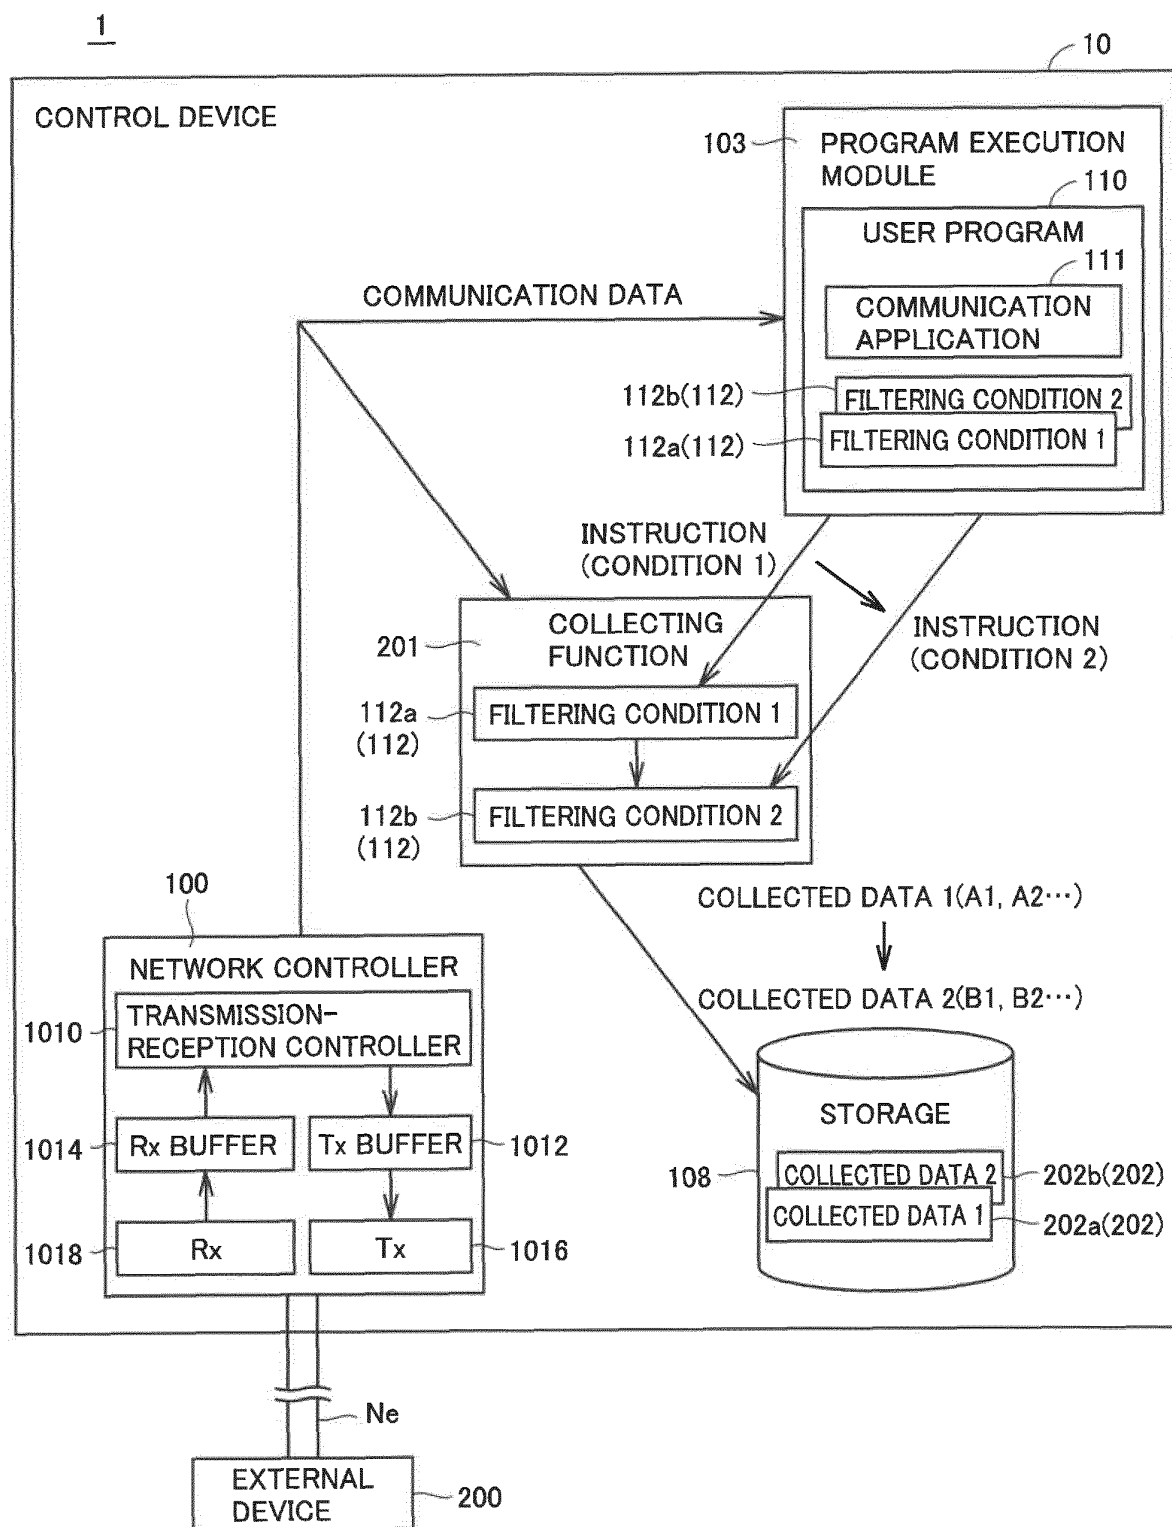 1
10
CONTROL DEVICE
103
PROGRAM EXECUTION
MODULE
110
USER PROGRAM
111
COMMUNICATION DATA
COMMUNICATION
APPLICATION
112b(112)
FILTERING CONDITION 2
112a(112)
FILTERING CONDITION 1
INSTRUCTION
(CONDITION 1)
INSTRUCTION
(CONDITION 2)
201
COLLECTING
FUNCTION
112a
(112)
FILTERING CONDITION 1
112b
(112)
FILTERING CONDITION 2
COLLECTED DATA 1(A1, A2⋯)
COLLECTED DATA 2(B1, B2⋯)
100
NETWORK CONTROLLER
1010
TRANSMISSION-
RECEPTION CONTROLLER
1014
Rx BUFFER
Tx BUFFER
1012
1018
Rx
Tx
1016
STORAGE
108
COLLECTED DATA 2
202b(202)
COLLECTED DATA 1
202a(202)
Ne
EXTERNAL
DEVICE
200